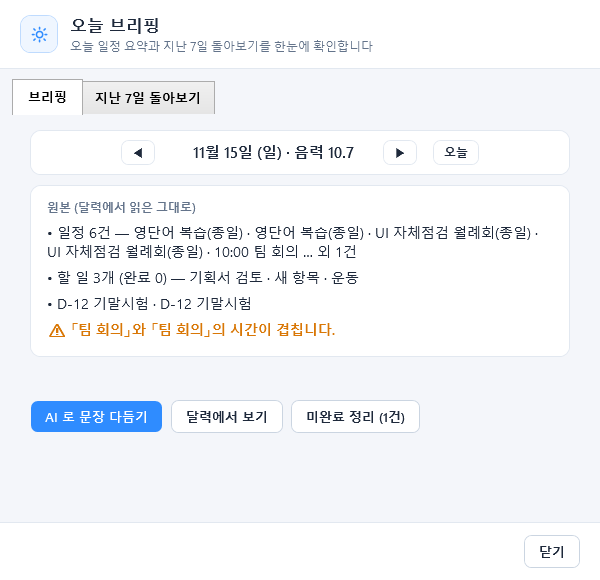 오늘 브리핑
오늘 일정 요약과 지난 7일 돌아보기를 한눈에 확인합니다
브리핑
지난 7일 돌아보기
◀
11월 15일 (일) · 음력 10.7
▶
오늘
원본 (달력에서 읽은 그대로)
• 일정 6건 — 영단어 복습(종일) · 영단어 복습(종일) · UI 자체점검 월례회(종일) ·
UI 자체점검 월례회(종일) · 10:00 팀 회의 ... 외 1건
• 할 일 3개 (완료 0) — 기획서 검토 · 새 항목 · 운동
• D-12 기말시험 · D-12 기말시험
⚠ 「팀 회의」와 「팀 회의」의 시간이 겹칩니다.
AI 로 문장 다듬기
달력에서 보기
미완료 정리 (1건)
닫기